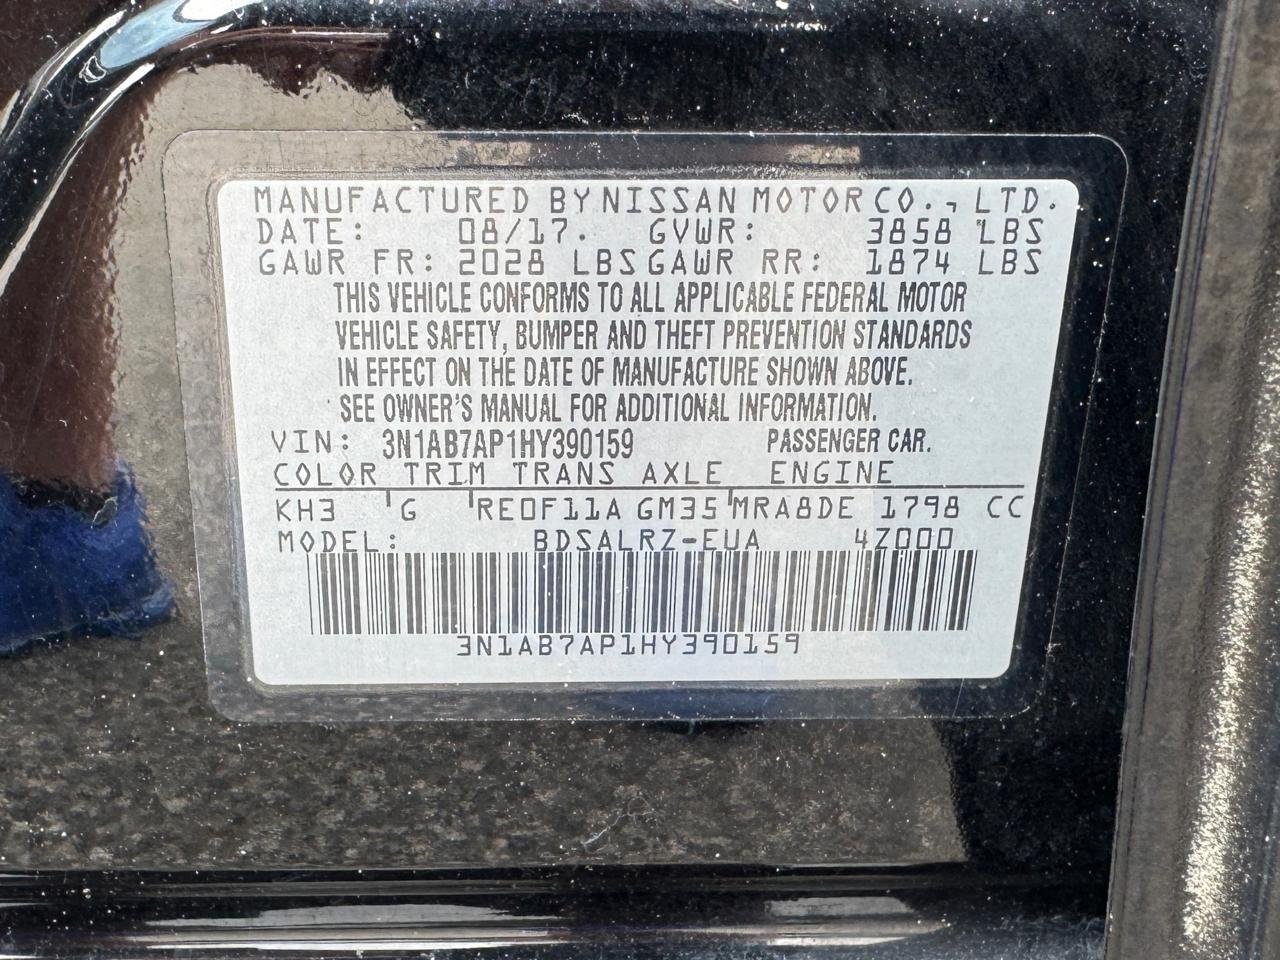 MANUFACTURED BY NISSAN MOTOR CO., LTD.
DATE: 08/17. GVWR: 3858 LBS
GAWR FR: 2028 LBS GAWR RR: 1874 LBS
THIS VEHICLE CONFORMS TO ALL APPLICABLE FEDERAL MOTOR
VEHICLE SAFETY, BUMPER AND THEFT PREVENTION STANDARDS
IN EFFECT ON THE DATE OF MANUFACTURE SHOWN ABOVE.
SEE OWNER'S MANUAL FOR ADDITIONAL INFORMATION.
VIN: 3N1AB7AP1HY390159 PASSENGER CAR.
COLOR TRIM TRANS AXLE ENGINE
KH3 G RE0F11A GM35 MRA8DE 1798 CC
MODEL: BDSALRZ-EUA 4Z000
3N1AB7AP1HY390159